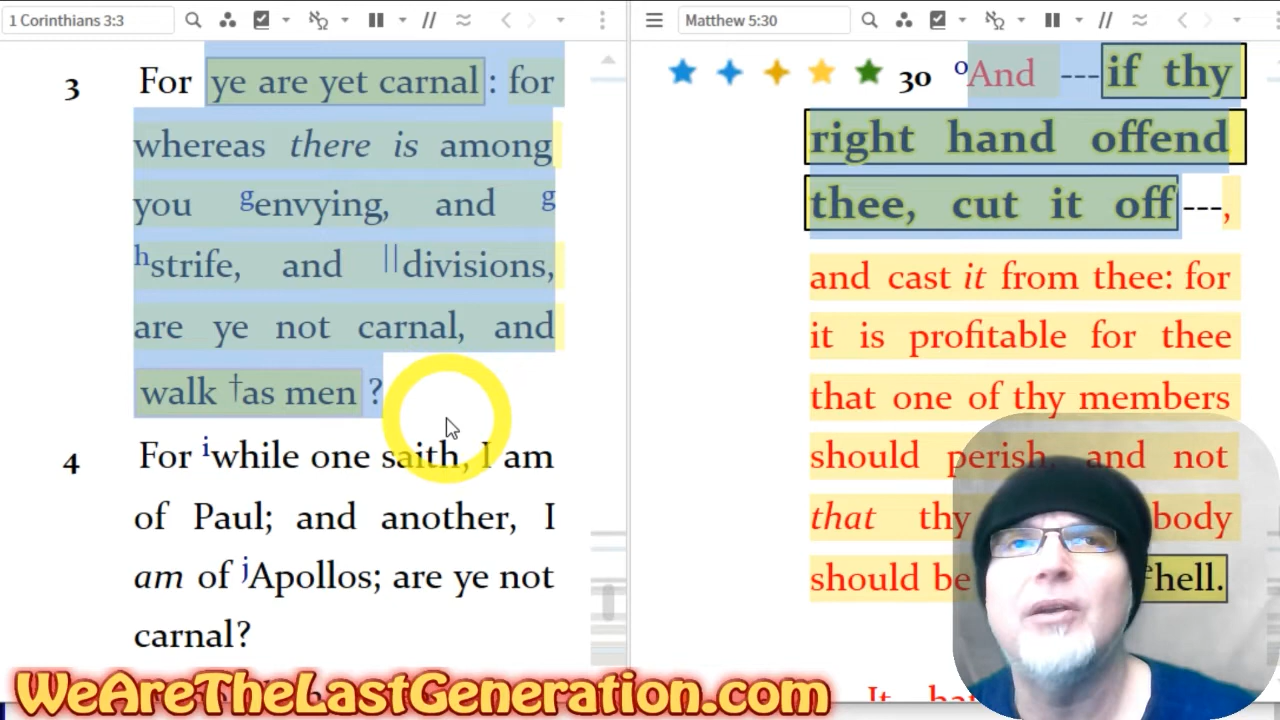 1 Corinthians 3:3
Matthew 5:30
3 For ye are yet carnal : for
whereas there is among
you genvying, and g
hstrife, and ||divisions,
are ye not carnal, and
walk †as men ?
4 For iwhile one saith, I am
of Paul; and another, I
am of jApollos; are ye not
carnal?
30 oAnd ---if thy
right hand offend
thee, cut it off---,
and cast it from thee: for
it is profitable for thee
that one of thy members
should perish, and not
that thy body
should be hell.
WeAreTheLastGeneration.com